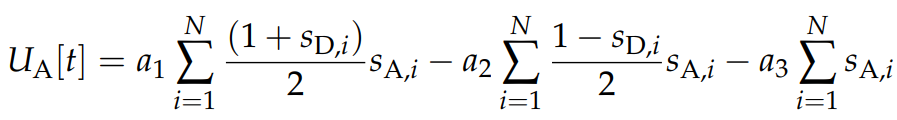 U_A[t] = a_1 \sum_{i=1}^{N} \frac{(1 + s_{D,i})}{2} s_{A,i} - a_2 \sum_{i=1}^{N} \frac{1 - s_{D,i}}{2} s_{A,i} - a_3 \sum_{i=1}^{N} s_{A,i}